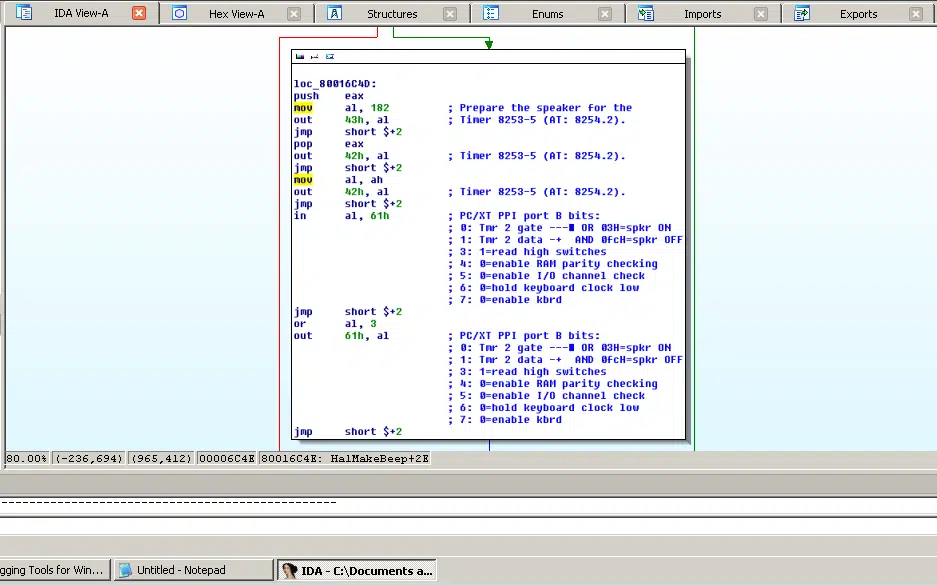 IDA View-A Hex View-A Structures Enums Imports Exports
loc_80016C4D:
push eax
mov al, 182 ; Prepare the speaker for the
out 43h, al ; Timer 8253-5 (AT: 8254.2).
jmp short $+2
pop eax
out 42h, al ; Timer 8253-5 (AT: 8254.2).
jmp short $+2
mov al, ah
out 42h, al ; Timer 8253-5 (AT: 8254.2).
jmp short $+2
in al, 61h ; PC/XT PPI port B bits:
; 0: Tmr 2 gate ---■ OR 03H=spkr ON
; 1: Tmr 2 data -+ AND 0fcH=spkr OFF
; 3: 1=read high switches
; 4: 0=enable RAM parity checking
; 5: 0=enable I/O channel check
; 6: 0=hold keyboard clock low
; 7: 0=enable kbrd
jmp short $+2
or al, 3
out 61h, al ; PC/XT PPI port B bits:
; 0: Tmr 2 gate ---■ OR 03H=spkr ON
; 1: Tmr 2 data -+ AND 0fcH=spkr OFF
; 3: 1=read high switches
; 4: 0=enable RAM parity checking
; 5: 0=enable I/O channel check
; 6: 0=hold keyboard clock low
; 7: 0=enable kbrd
jmp short $+2
80.00% (-236,694) (965,412) 00006C4E 80016C4E: HalMakeBeep+2E
gging Tools for Win... Untitled - Notepad IDA - C:\Documents a...